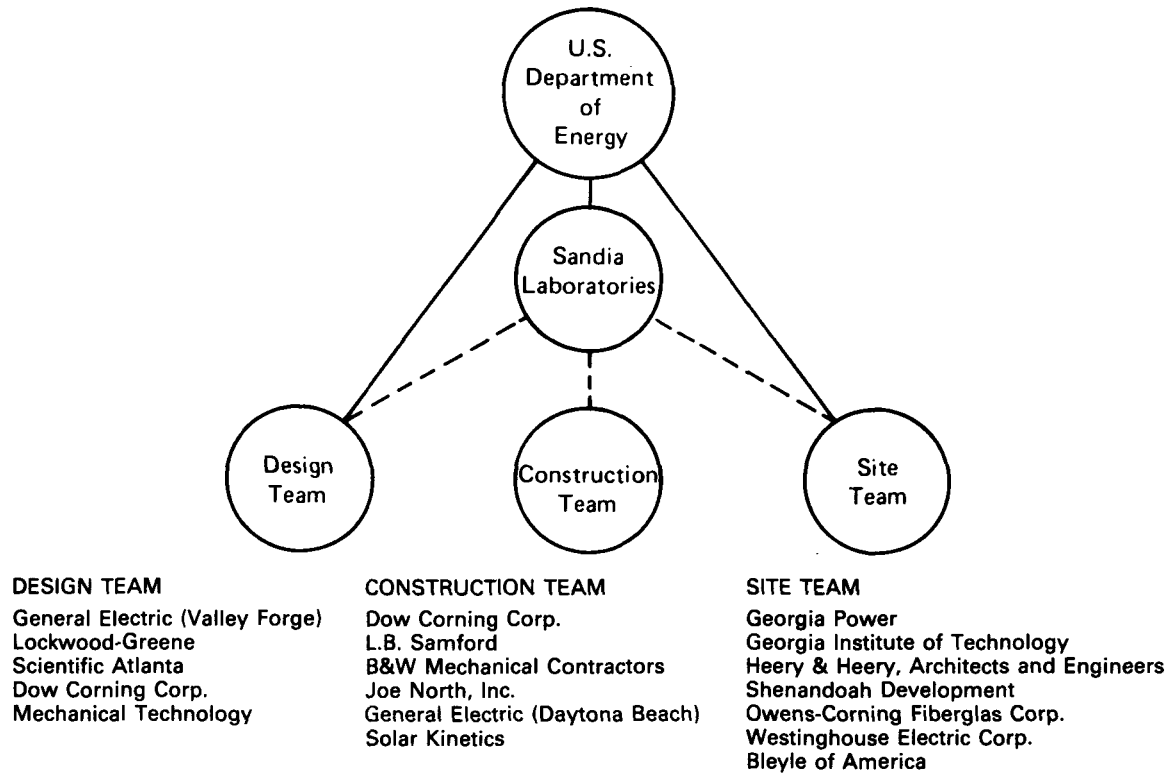 U.S.
Department
of
Energy
Sandia
Laboratories
Design
Team
Construction
Team
Site
Team
DESIGN TEAM
General Electric (Valley Forge)
Lockwood-Greene
Scientific Atlanta
Dow Corning Corp.
Mechanical Technology
CONSTRUCTION TEAM
Dow Corning Corp.
L.B. Samford
B&W Mechanical Contractors
Joe North, Inc.
General Electric (Daytona Beach)
Solar Kinetics
SITE TEAM
Georgia Power
Georgia Institute of Technology
Heery & Heery, Architects and Engineers
Shenandoah Development
Owens-Corning Fiberglas Corp.
Westinghouse Electric Corp.
Bleyle of America